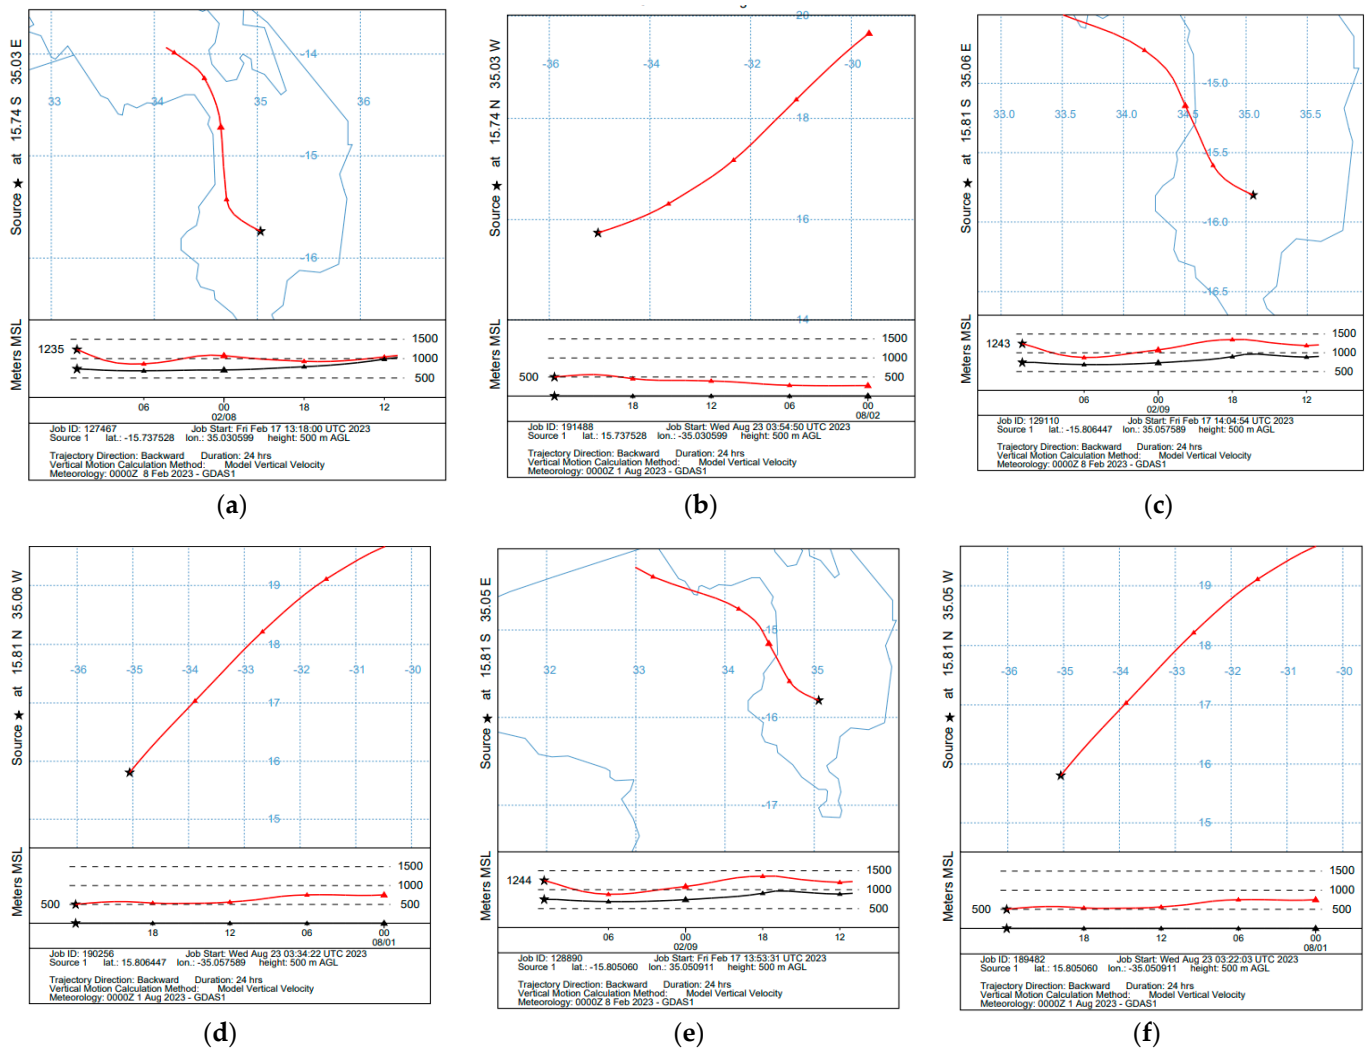 Source ★ at 15.74 S 35.03 E
-14
33
34
35
36
-15
-16
Meters MSL
1235
1500
1000
500
06 00 18 12
02/08
Job ID: 127467 Job Start: Fri Feb 17 13:18:00 UTC 2023
Source 1 lat.: -15.737528 lon.: 35.030599 height: 500 m AGL
Trajectory Direction: Backward Duration: 24 hrs
Vertical Motion Calculation Method: Model Vertical Velocity
Meteorology: 0000Z 8 Feb 2023 - GDAS1
(a)
Source ★ at 15.74 N 35.03 W
20
-36
-34
-32
-30
18
16
14
Meters MSL
500
1500
1000
500
18 12 06 00
08/02
Job ID: 191488 Job Start: Wed Aug 23 03:54:50 UTC 2023
Source 1 lat.: 15.737528 lon.: -35.030599 height: 500 m AGL
Trajectory Direction: Backward Duration: 24 hrs
Vertical Motion Calculation Method: Model Vertical Velocity
Meteorology: 0000Z 1 Aug 2023 - GDAS1
(b)
Source ★ at 15.81 S 35.06 E
-15.0
33.0
33.5
34.0
34.5
35.0
35.5
-15.5
-16.0
-16.5
Meters MSL
1243
1500
1000
500
06 00 18 12
02/09
Job ID: 129110 Job Start: Fri Feb 17 14:04:54 UTC 2023
Source 1 lat.: -15.806447 lon.: 35.057589 height: 500 m AGL
Trajectory Direction: Backward Duration: 24 hrs
Vertical Motion Calculation Method: Model Vertical Velocity
Meteorology: 0000Z 8 Feb 2023 - GDAS1
(c)
Source ★ at 15.81 N 35.06 W
19
18
-36
-35
-34
-33
-32
-31
-30
17
16
15
Meters MSL
500
1500
1000
500
18 12 06 00
08/01
Job ID: 190256 Job Start: Wed Aug 23 03:34:22 UTC 2023
Source 1 lat.: 15.806447 lon.: -35.057589 height: 500 m AGL
Trajectory Direction: Backward Duration: 24 hrs
Vertical Motion Calculation Method: Model Vertical Velocity
Meteorology: 0000Z 1 Aug 2023 - GDAS1
(d)
Source ★ at 15.81 S 35.05 E
-15
32
33
34
35
-16
-17
Meters MSL
1244
1500
1000
500
06 00 18 12
02/09
Job ID: 128890 Job Start: Fri Feb 17 13:53:31 UTC 2023
Source 1 lat.: -15.805060 lon.: 35.050911 height: 500 m AGL
Trajectory Direction: Backward Duration: 24 hrs
Vertical Motion Calculation Method: Model Vertical Velocity
Meteorology: 0000Z 8 Feb 2023 - GDAS1
(e)
Source ★ at 15.81 N 35.05 W
19
18
-36
-35
-34
-33
-32
-31
-30
17
16
15
Meters MSL
500
1500
1000
500
18 12 06 00
08/01
Job ID: 189482 Job Start: Wed Aug 23 03:22:03 UTC 2023
Source 1 lat.: 15.805060 lon.: -35.050911 height: 500 m AGL
Trajectory Direction: Backward Duration: 24 hrs
Vertical Motion Calculation Method: Model Vertical Velocity
Meteorology: 0000Z 1 Aug 2023 - GDAS1
(f)